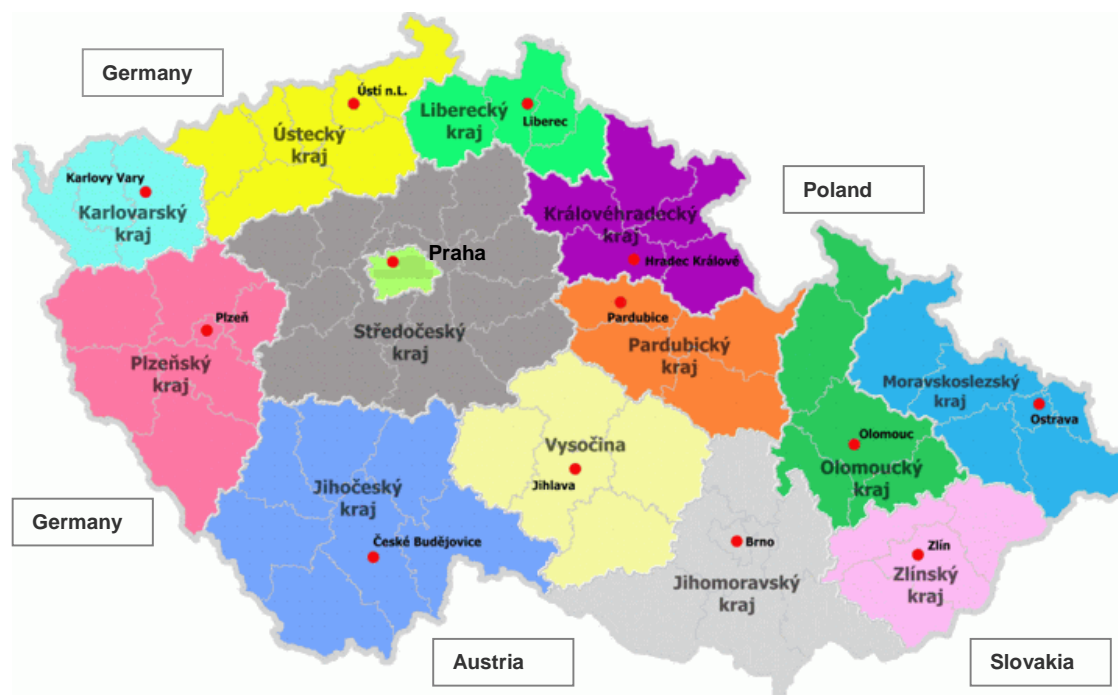 Germany
Ústí n.L.
Liberecký
kraj
Liberec
Ústecký
kraj
Karlovy Vary
Karlovarský
kraj
Poland
Královéhradecký
kraj
Hradec Králové
Praha
Plzeň
Plzeňský
kraj
Středočeský
kraj
Pardubice
Pardubický
kraj
Moravskoslezský
kraj
Ostrava
Olomouc
Olomoucký
kraj
Vysočina
Jihlava
Jihočeský
kraj
České Budějovice
Germany
Brno
Jihomoravský
kraj
Zlín
Zlínský
kraj
Austria
Slovakia